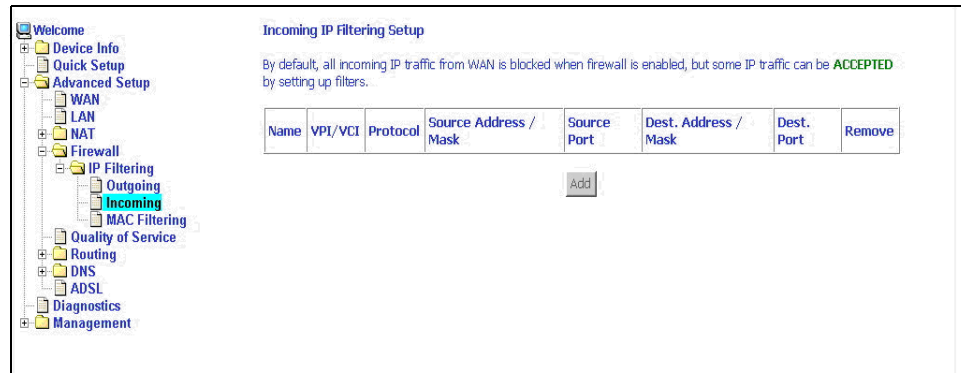 Welcome
Device Info
Quick Setup
Advanced Setup
WAN
LAN
NAT
Firewall
IP Filtering
Outgoing
Incoming
MAC Filtering
Quality of Service
Routing
DNS
ADSL
Diagnostics
Management
Incoming IP Filtering Setup
By default, all incoming IP traffic from WAN is blocked when firewall is enabled, but some IP traffic can be ACCEPTED
by setting up filters.
Name VPI/VCI Protocol Source Address / Mask Source Port Dest. Address / Mask Dest. Port Remove
Add